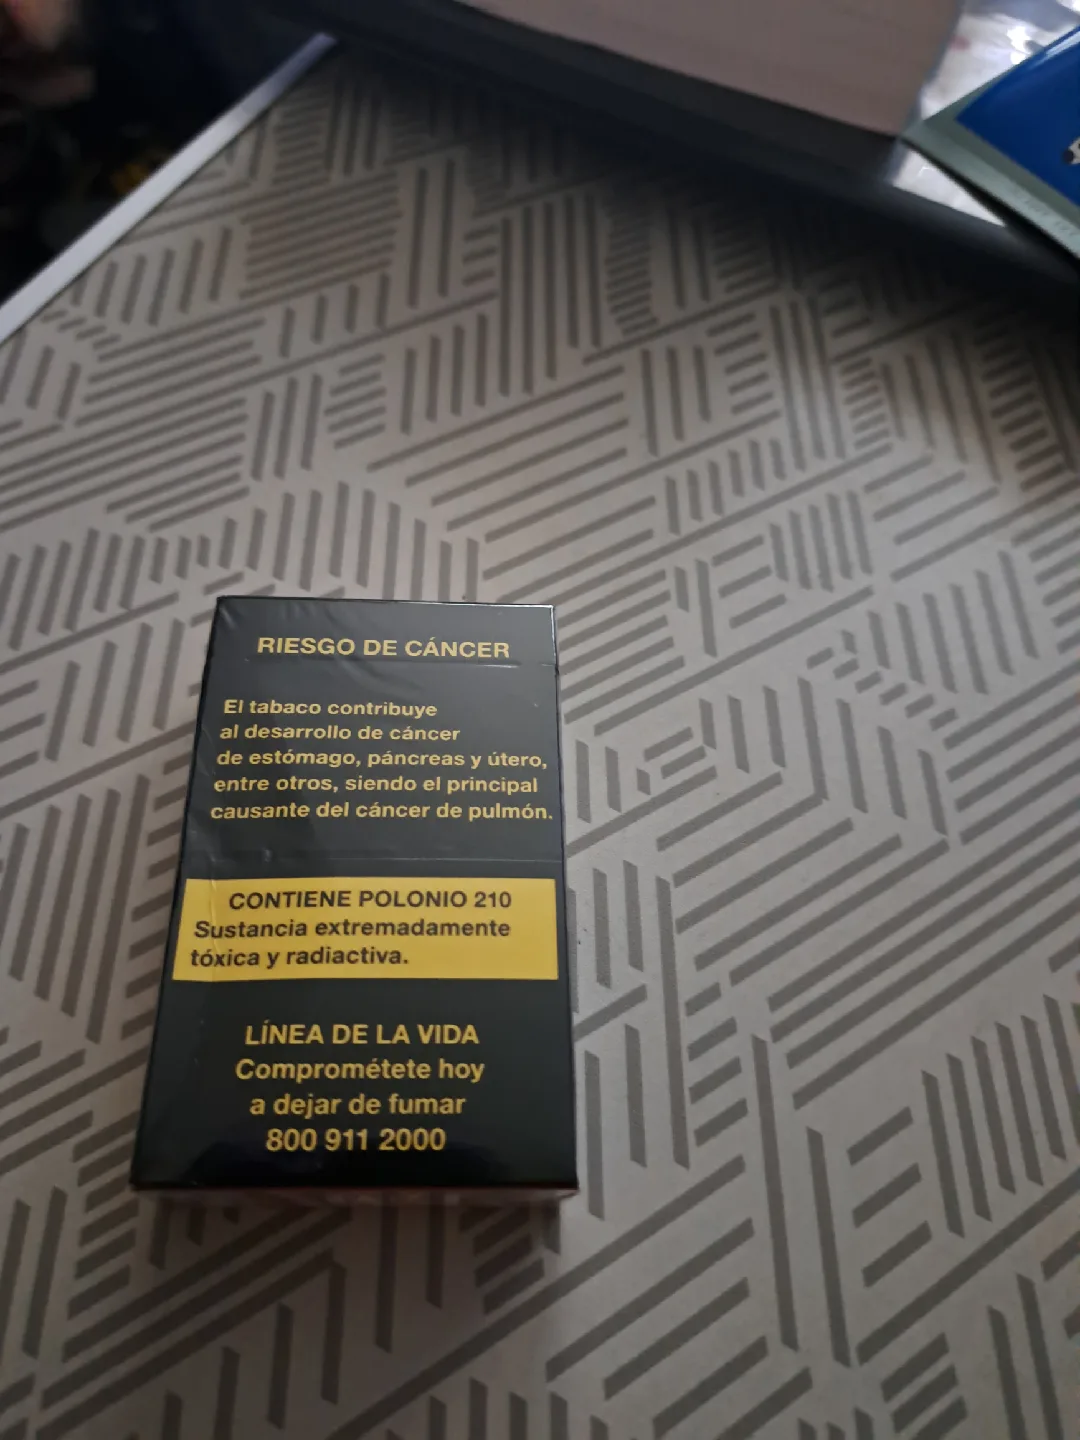 RIESGO DE CÁNCER
El tabaco contribuye
al desarrollo de cáncer
de estómago, páncreas y útero,
entre otros, siendo el principal
causante del cáncer de pulmón.
CONTIENE POLONIO 210
Sustancia extremadamente
tóxica y radiactiva.
LÍNEA DE LA VIDA
Comprométete hoy
a dejar de fumar
800 911 2000